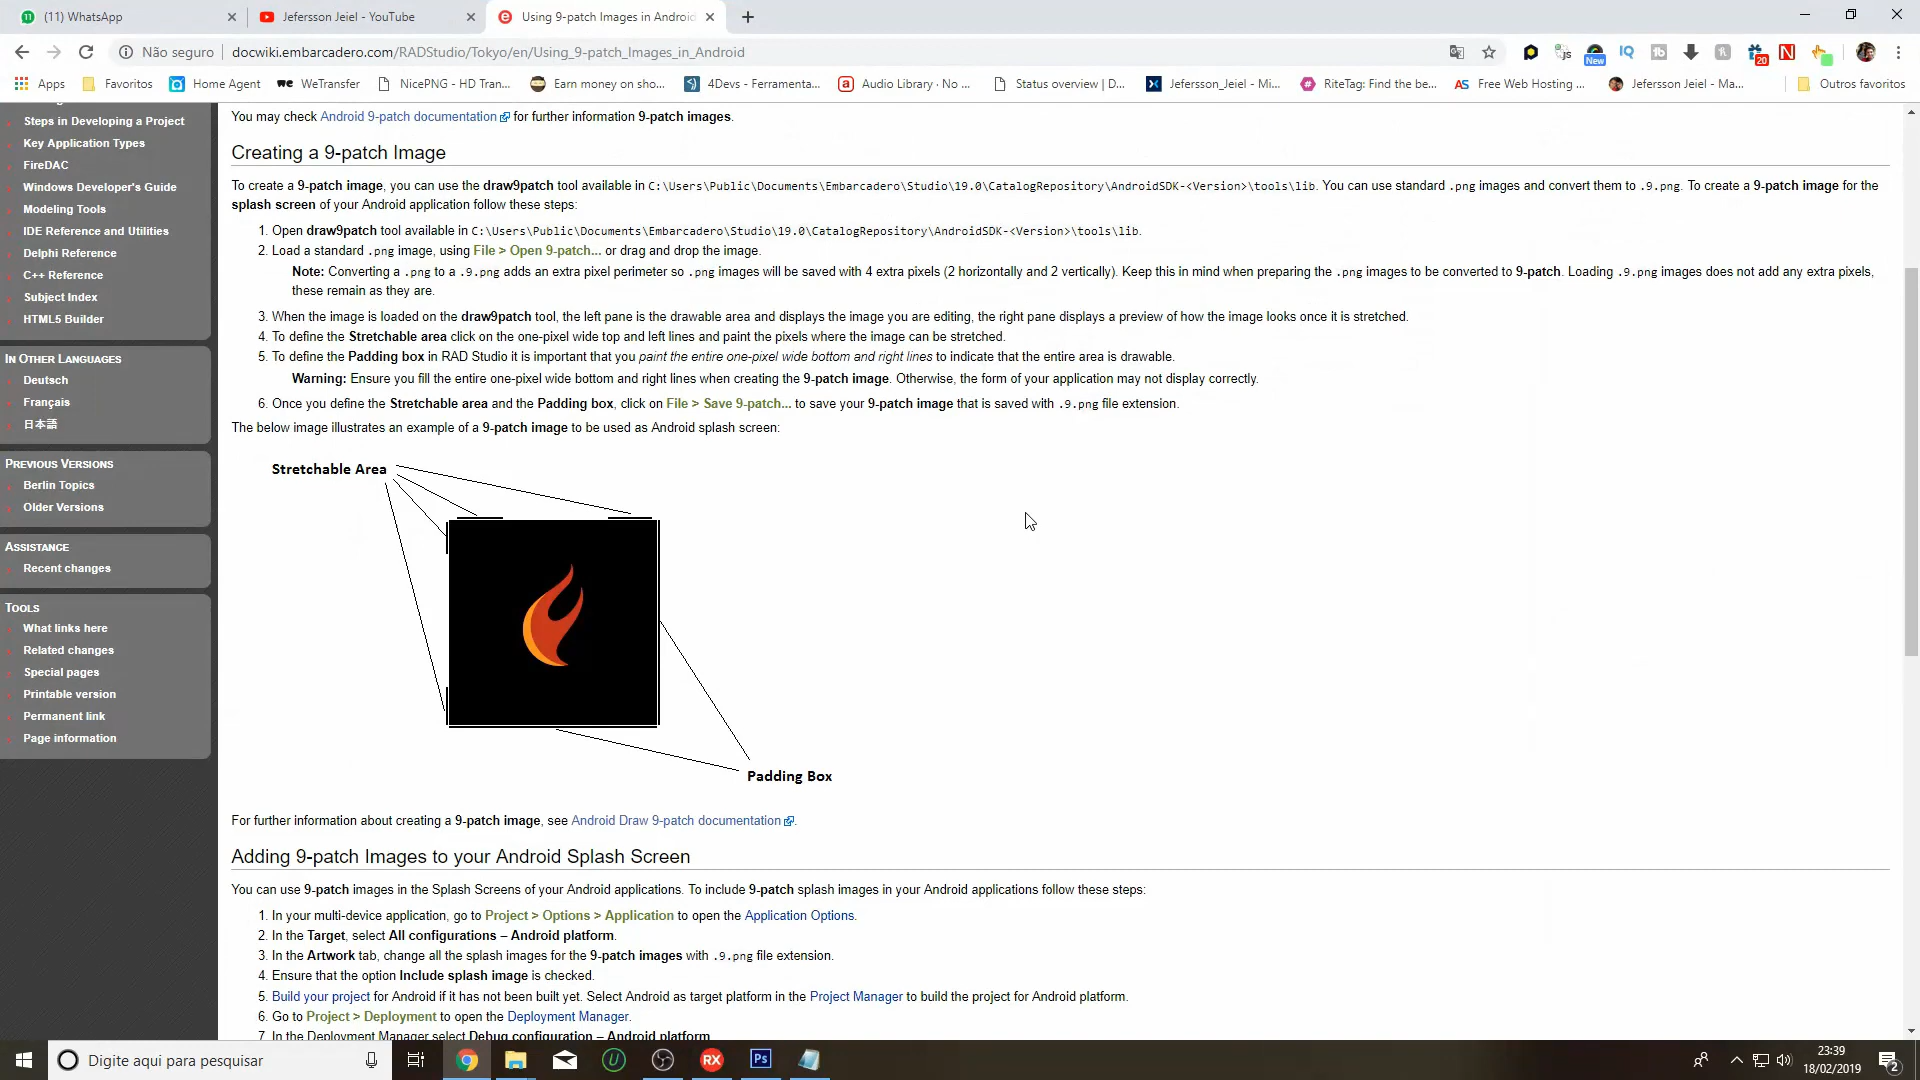 (11) WhatsApp
Jefersson Jeiel - YouTube
Using 9-patch Images in Android
Não seguro
docwiki.embarcadero.com/RADStudio/Tokyo/en/Using_9-patch_Images_in_Android
New
20
Apps
Favoritos
Home Agent
WeTransfer
NicePNG - HD Tran...
Earn money on sho...
4Devs - Ferramenta...
Audio Library · No ...
Status overview | D...
Jefersson_Jeiel - Mi...
RiteTag: Find the be...
Free Web Hosting ...
Jefersson Jeiel - Ma...
Outros favoritos
Steps in Developing a Project
Key Application Types
FireDAC
Windows Developer's Guide
Modeling Tools
IDE Reference and Utilities
Delphi Reference
C++ Reference
Subject Index
HTML5 Builder
In Other Languages
Deutsch
Français
日本語
Previous Versions
Berlin Topics
Older Versions
Assistance
Recent changes
Tools
What links here
Related changes
Special pages
Printable version
Permanent link
Page information
You may check Android 9-patch documentation for further information 9-patch images.
Creating a 9-patch Image
To create a 9-patch image, you can use the draw9patch tool available in C:\Users\Public\Documents\Embarcadero\Studio\19.0\CatalogRepository\AndroidSDK-<Version>\tools\lib. You can use standard .png images and convert them to .9.png. To create a 9-patch image for the
splash screen of your Android application follow these steps:
1. Open draw9patch tool available in C:\Users\Public\Documents\Embarcadero\Studio\19.0\CatalogRepository\AndroidSDK-<Version>\tools\lib.
2. Load a standard .png image, using File > Open 9-patch... or drag and drop the image.
Note: Converting a .png to a .9.png adds an extra pixel perimeter so .png images will be saved with 4 extra pixels (2 horizontally and 2 vertically). Keep this in mind when preparing the .png images to be converted to 9-patch. Loading .9.png images does not add any extra pixels,
these remain as they are.
3. When the image is loaded on the draw9patch tool, the left pane is the drawable area and displays the image you are editing, the right pane displays a preview of how the image looks once it is stretched.
4. To define the Stretchable area click on the one-pixel wide top and left lines and paint the pixels where the image can be stretched.
5. To define the Padding box in RAD Studio it is important that you paint the entire one-pixel wide bottom and right lines to indicate that the entire area is drawable.
Warning: Ensure you fill the entire one-pixel wide bottom and right lines when creating the 9-patch image. Otherwise, the form of your application may not display correctly.
6. Once you define the Stretchable area and the Padding box, click on File > Save 9-patch... to save your 9-patch image that is saved with .9.png file extension.
The below image illustrates an example of a 9-patch image to be used as Android splash screen:
Stretchable Area
Padding Box
For further information about creating a 9-patch image, see Android Draw 9-patch documentation.
Adding 9-patch Images to your Android Splash Screen
You can use 9-patch images in the Splash Screens of your Android applications. To include 9-patch splash images in your Android applications follow these steps:
1. In your multi-device application, go to Project > Options > Application to open the Application Options.
2. In the Target, select All configurations – Android platform.
3. In the Artwork tab, change all the splash images for the 9-patch images with .9.png file extension.
4. Ensure that the option Include splash image is checked.
5. Build your project for Android if it has not been built yet. Select Android as target platform in the Project Manager to build the project for Android platform.
6. Go to Project > Deployment to open the Deployment Manager.
7. In the Deployment Manager select Debug configuration – Android platform
Digite aqui para pesquisar
RX
Ps
23:39
18/02/2019
2